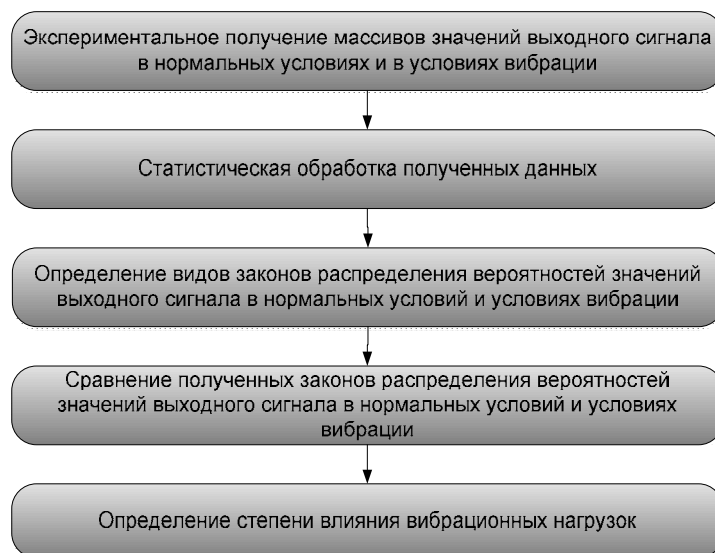 Экспериментальное получение массивов значений выходного сигнала
в нормальных условиях и в условиях вибрации
Статистическая обработка полученных данных
Определение видов законов распределения вероятностей значений
выходного сигнала в нормальных условий и условиях вибрации
Сравнение полученных законов распределения вероятностей
значений выходного сигнала в нормальных условий и условиях
вибрации
Определение степени влияния вибрационных нагрузок